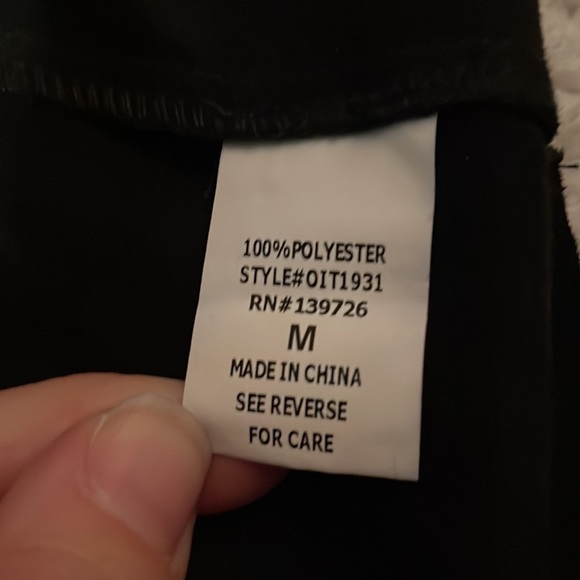 100%POLYESTER
STYLE#OIT1931
RN#139726
M
MADE IN CHINA
SEE REVERSE
FOR CARE